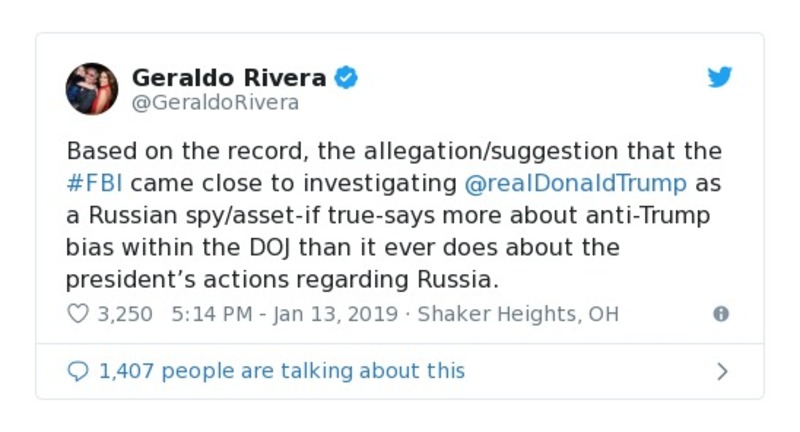 Geraldo Rivera
@GeraldoRivera
Based on the record, the allegation/suggestion that the
#FBI came close to investigating @realDonaldTrump as
a Russian spy/asset-if true-says more about anti-Trump
bias within the DOJ than it ever does about the
president’s actions regarding Russia.
3,250 5:14 PM - Jan 13, 2019 · Shaker Heights, OH
1,407 people are talking about this